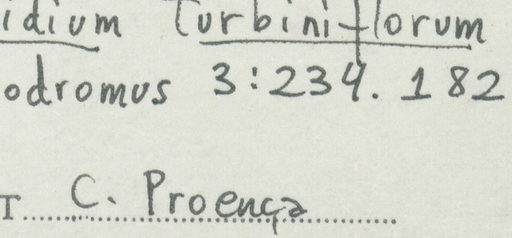 idium turbiniflorum
odromus 3:234. 182
T. C. Proença